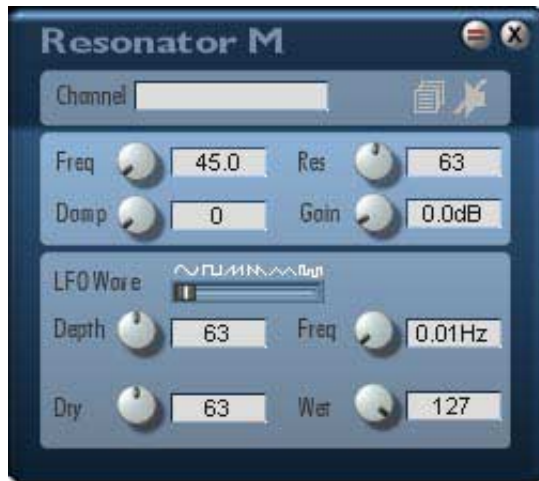 Resonator M
Channel
Freq 45.0 Res 63
Damp 0 Gain 0.0dB
LFO Wave
Depth 63 Freq 0.01Hz
Dry 63 Wet 127